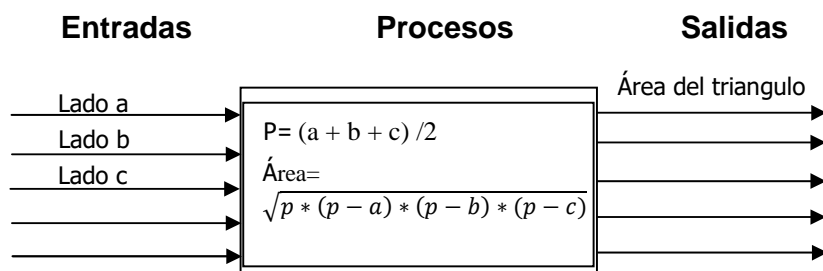 Entradas Procesos Salidas
Área del triangulo
Lado a
Lado b
Lado c
P= (a + b + c) /2
Área=
√p ∗ (p − a) ∗ (p − b) ∗ (p − c)